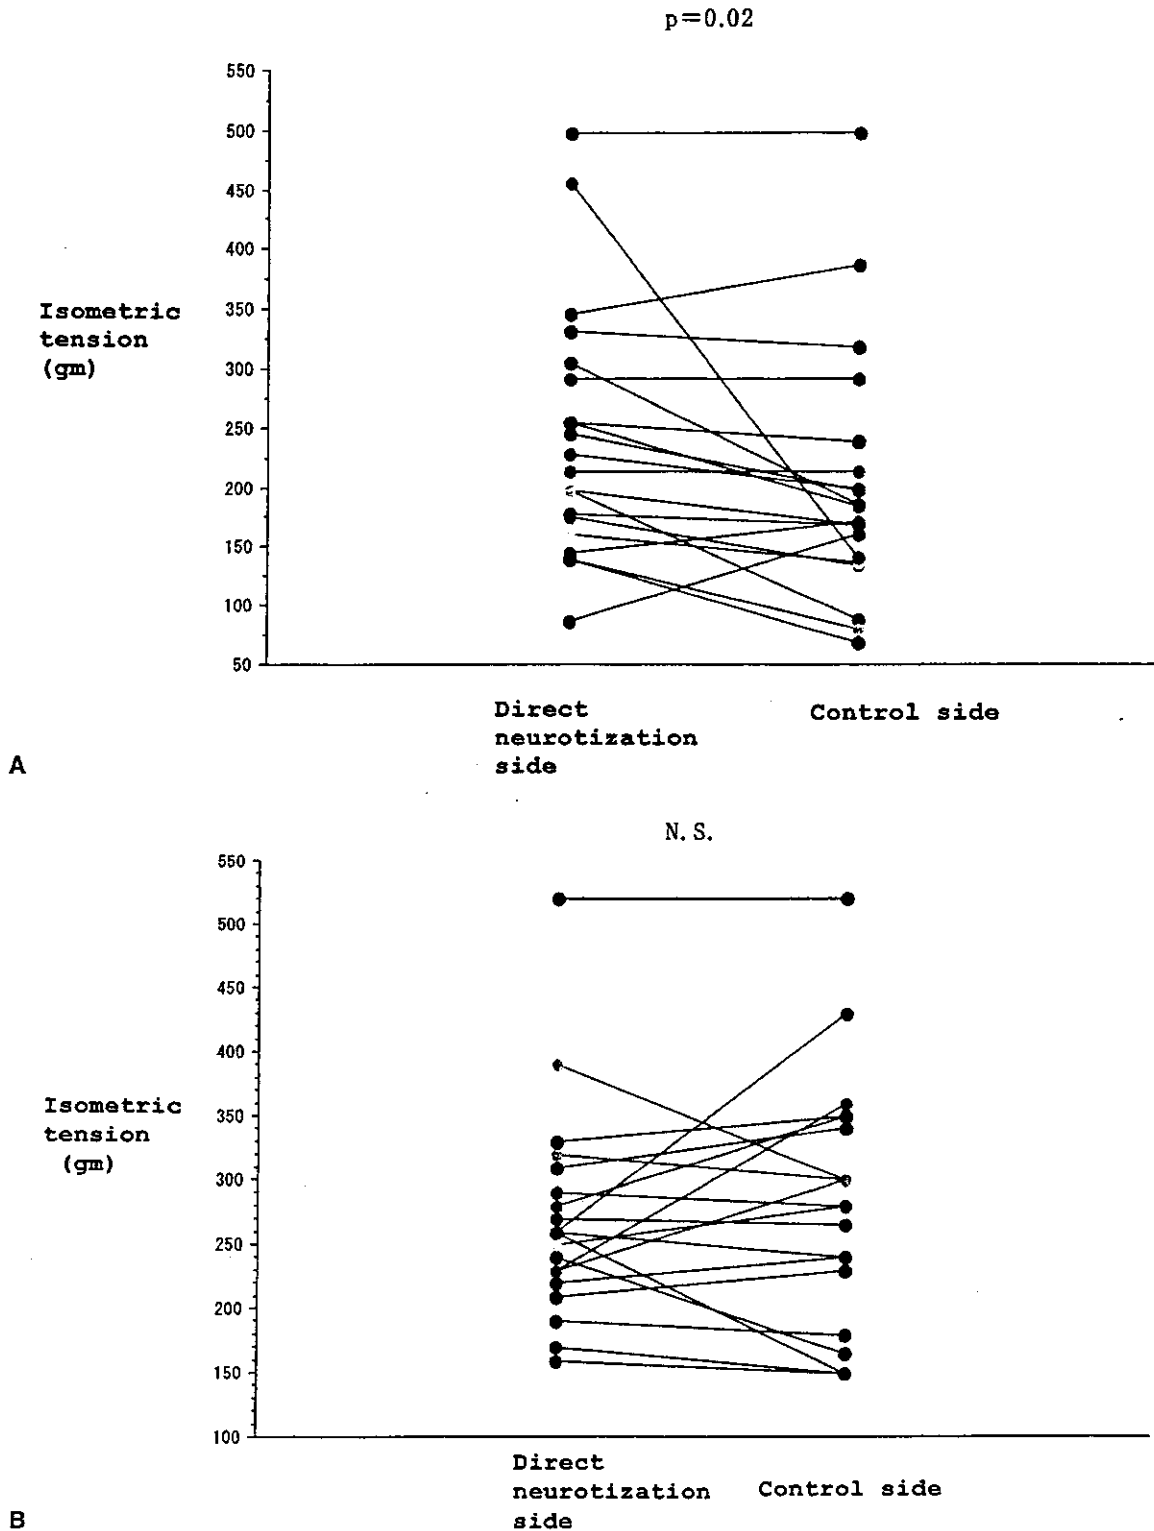 p=0.02
550
500
450
400
350
300
250
200
150
100
50
Isometric
tension
(gm)
Direct
neurotization
side
Control side
A
N.S.
550
500
450
400
350
300
250
200
150
100
Isometric
tension
(gm)
Direct
neurotization
side
Control side
B